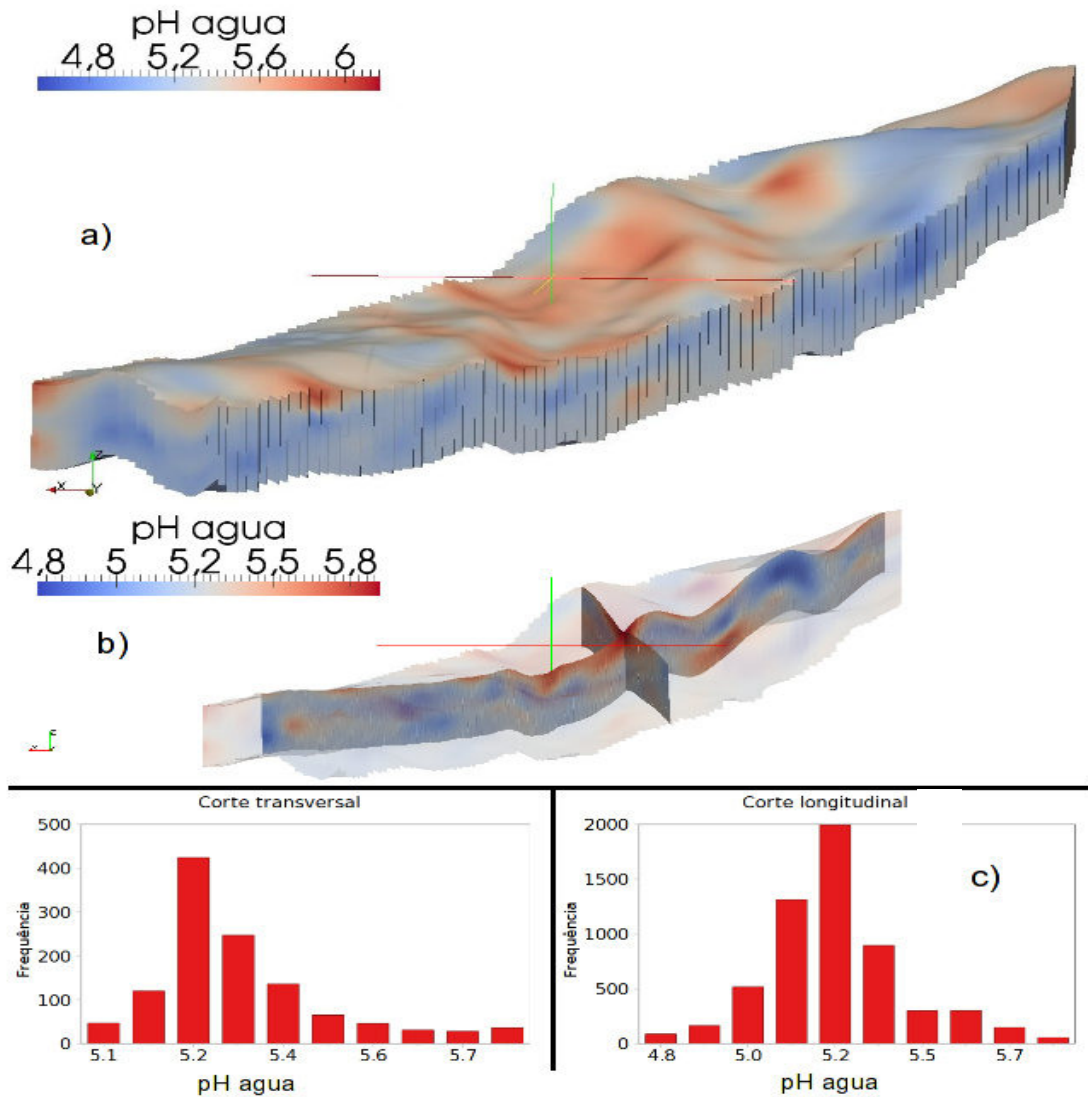 pH agua
4,8 5,2 5,6 6
a)
Z
X
Y
pH agua
4,8 5 5,2 5,5 5,8
b)
Corte transversal
500
400
300
200
100
0
Frequência
5.1 5.2 5.4 5.6 5.7
pH agua
Corte longitudinal
2000
1500
1000
500
0
Frequência
c)
4.8 5.0 5.2 5.5 5.7
pH agua